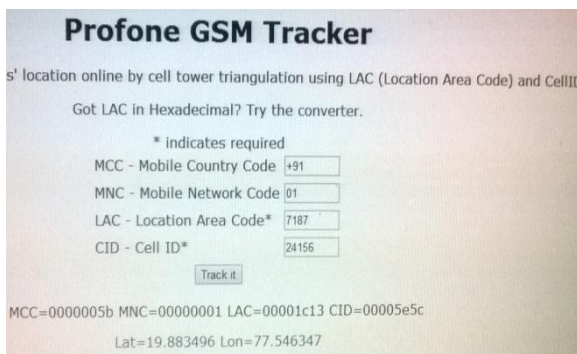 Profone GSM Tracker
s' location online by cell tower triangulation using LAC (Location Area Code) and CellI
Got LAC in Hexadecimal? Try the converter.
* indicates required
MCC - Mobile Country Code +91
MNC - Mobile Network Code 01
LAC - Location Area Code* 7187
CID - Cell ID* 24156
Track it
MCC=0000005b MNC=00000001 LAC=00001c13 CID=00005e5c
Lat=19.883496 Lon=77.546347